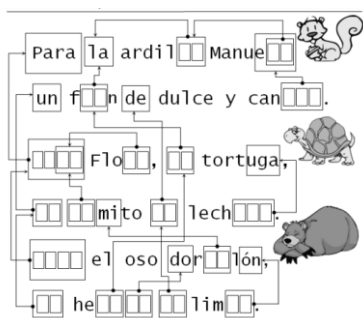 Para la ardil□□ Manue□□
un f□□n de dulce y can□□□.
□□□□ Flo□□, □□ tortuga,
□□ □□mito □□ lech□□□.
□□□□ el oso dor□□lón,
□□ he□□□□ □□ lim□□.